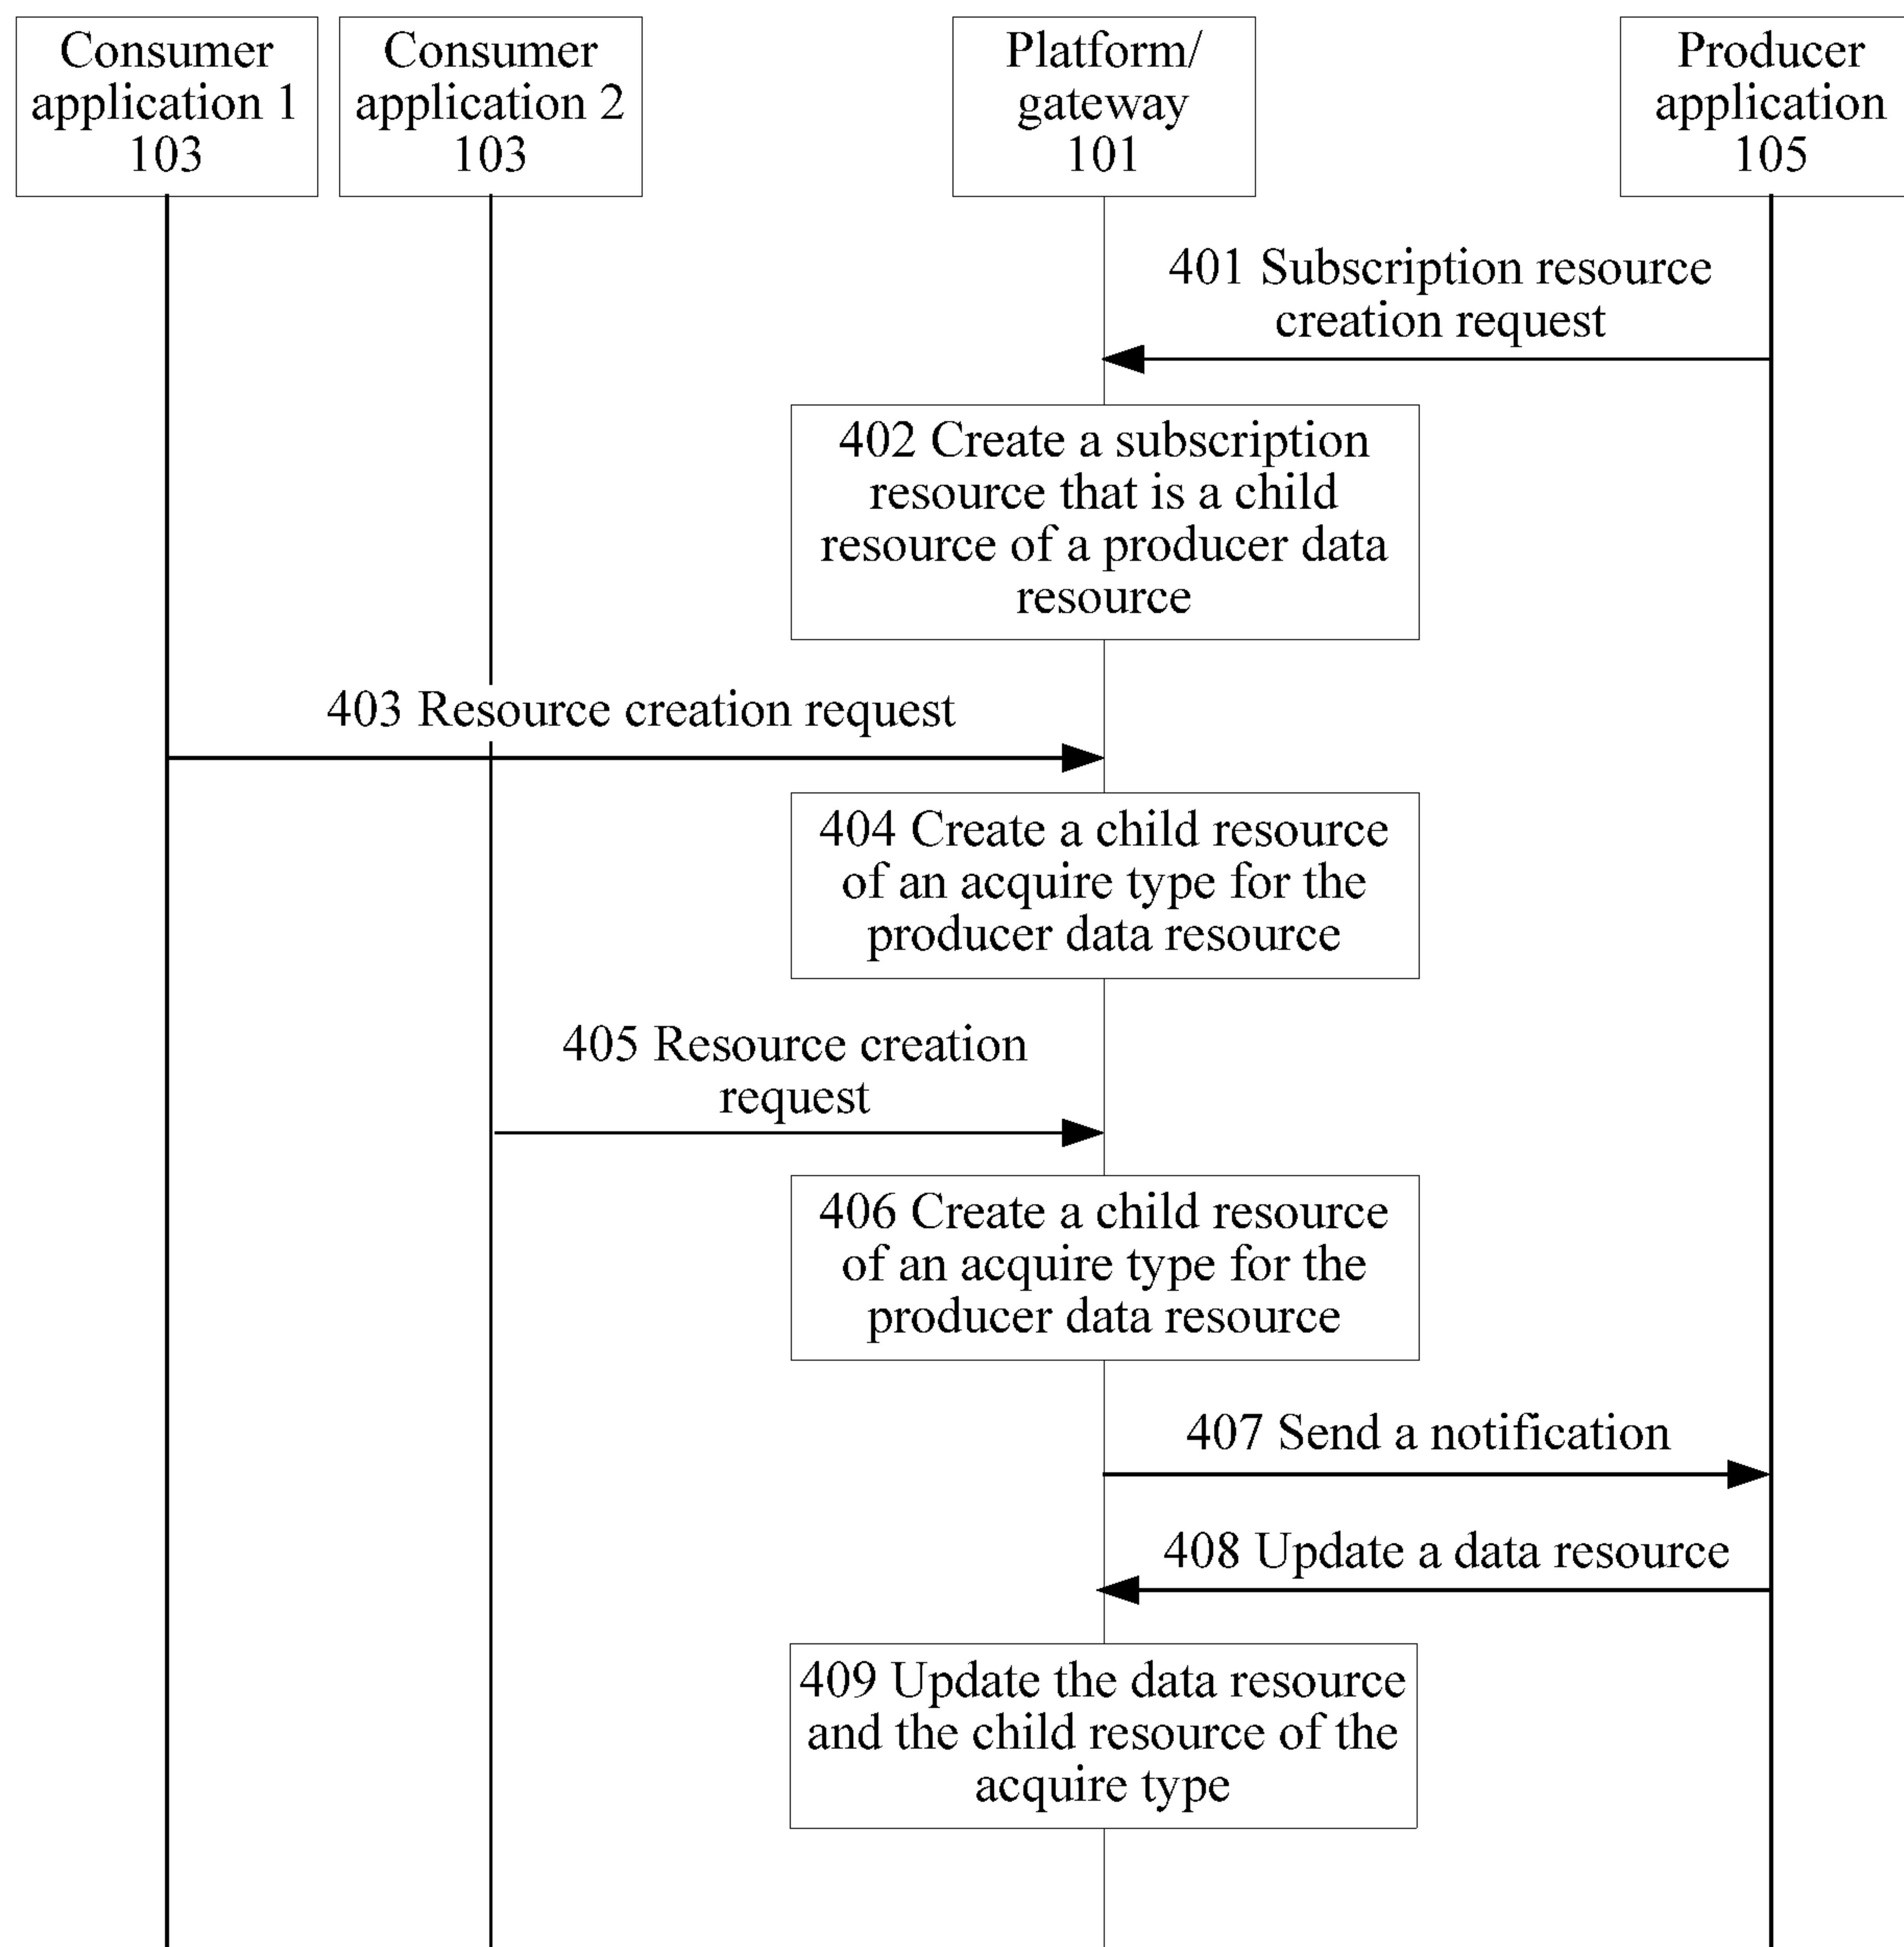 Consumer
application 1
103
Consumer
application 2
103
Platform/
gateway
101
Producer
application
105
401 Subscription resource
creation request
402 Create a subscription
resource that is a child
resource of a producer data
resource
403 Resource creation request
404 Create a child resource
of an acquire type for the
producer data resource
405 Resource creation
request
406 Create a child resource
of an acquire type for the
producer data resource
407 Send a notification
408 Update a data resource
409 Update the data resource
and the child resource of the
acquire type